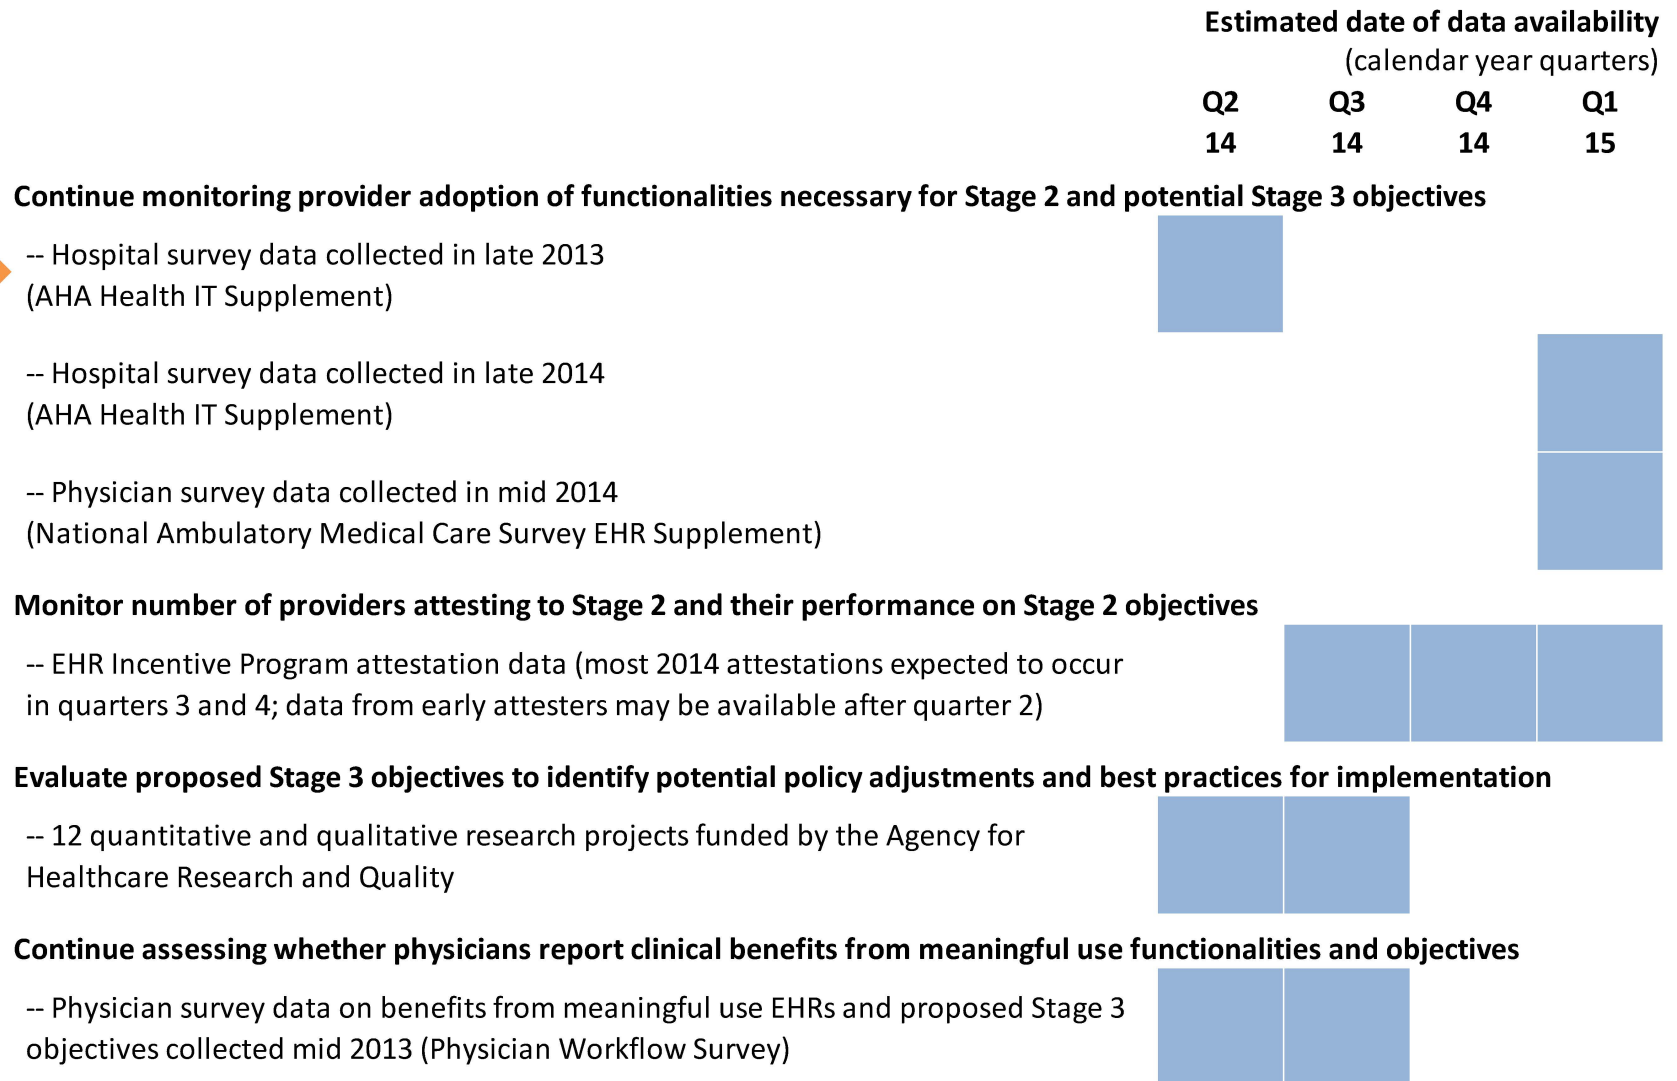 Estimated date of data availability
(calendar year quarters)
Q2 Q3 Q4 Q1
14 14 14 15
Continue monitoring provider adoption of functionalities necessary for Stage 2 and potential Stage 3 objectives
-- Hospital survey data collected in late 2013
(AHA Health IT Supplement)
-- Hospital survey data collected in late 2014
(AHA Health IT Supplement)
-- Physician survey data collected in mid 2014
(National Ambulatory Medical Care Survey EHR Supplement)
Monitor number of providers attesting to Stage 2 and their performance on Stage 2 objectives
-- EHR Incentive Program attestation data (most 2014 attestations expected to occur
in quarters 3 and 4; data from early attesters may be available after quarter 2)
Evaluate proposed Stage 3 objectives to identify potential policy adjustments and best practices for implementation
-- 12 quantitative and qualitative research projects funded by the Agency for
Healthcare Research and Quality
Continue assessing whether physicians report clinical benefits from meaningful use functionalities and objectives
-- Physician survey data on benefits from meaningful use EHRs and proposed Stage 3
objectives collected mid 2013 (Physician Workflow Survey)